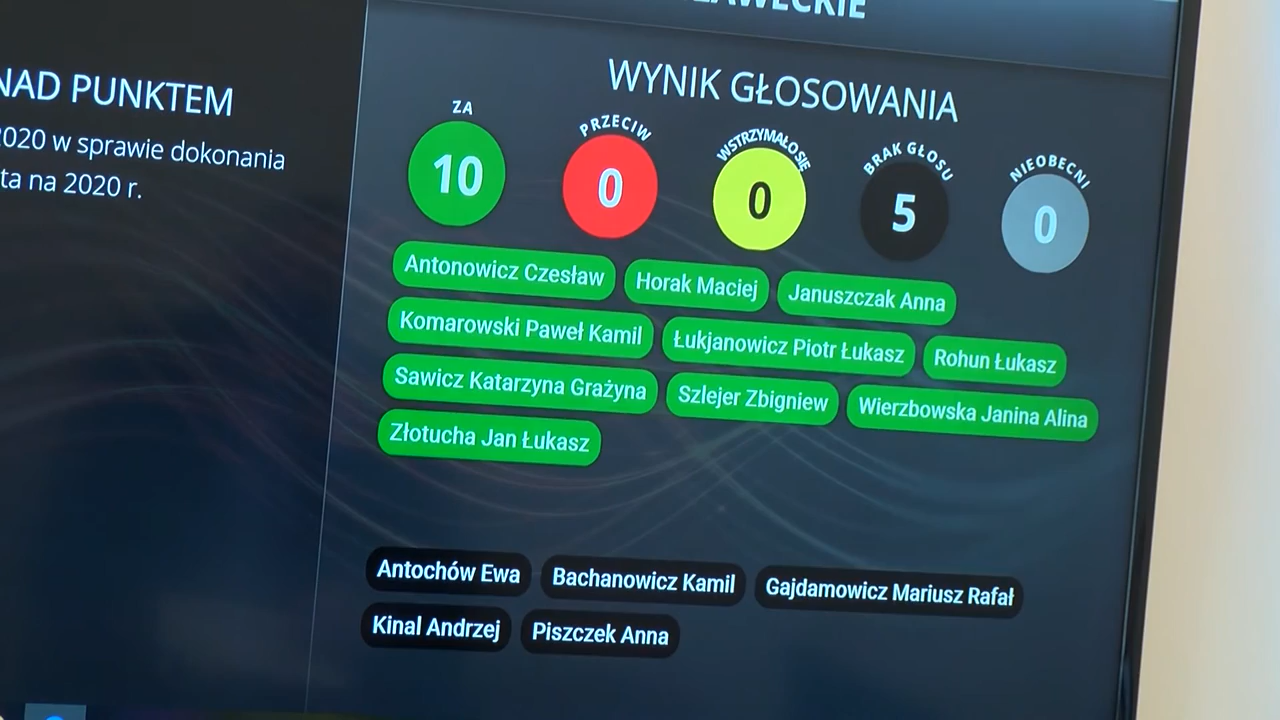 NAD PUNKTEM
2020 w sprawie dokonania
ta na 2020 r.
WYNIK GŁOSOWANIA
ZA
PRZECIW
WSTRZYMAŁO SIĘ
BRAK GŁOSU
NIEOBECNI
10
0
0
5
0
Antonowicz Czesław
Horak Maciej
Januszczak Anna
Komarowski Paweł Kamil
Łukjanowicz Piotr Łukasz
Rohun Łukasz
Sawicz Katarzyna Grażyna
Szlejer Zbigniew
Wierzbowska Janina Alina
Złotucha Jan Łukasz
Antochów Ewa
Bachanowicz Kamil
Gajdamowicz Mariusz Rafał
Kinal Andrzej
Piszczek Anna